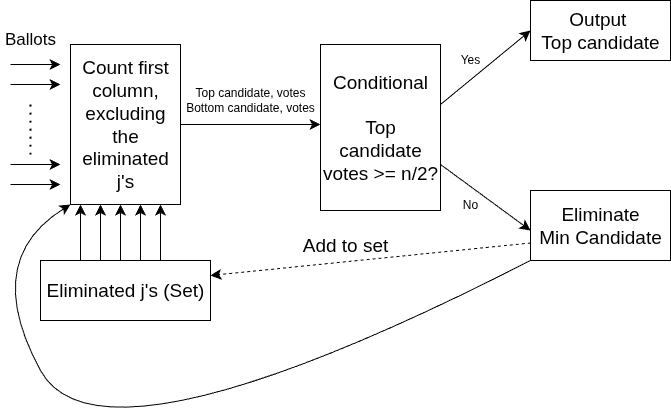 Ballots
Count first
column,
excluding
the
eliminated
j's
Top candidate, votes
Bottom candidate, votes
Conditional
Top
candidate
votes >= n/2?
Yes
Output
Top candidate
No
Eliminate
Min Candidate
Add to set
Eliminated j's (Set)